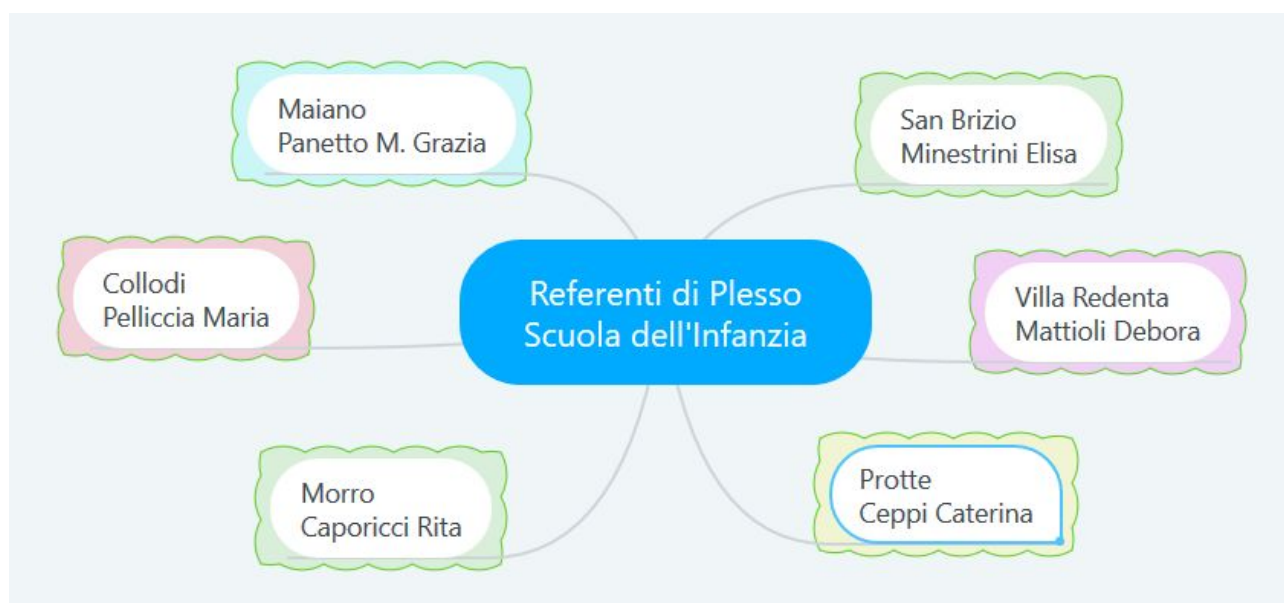 Maiano
Panetto M. Grazia
San Brizio
Minestrini Elisa
Collodi
Pelliccia Maria
Referenti di Plesso
Scuola dell'Infanzia
Villa Redenta
Mattioli Debora
Morro
Caporicci Rita
Protte
Ceppi Caterina